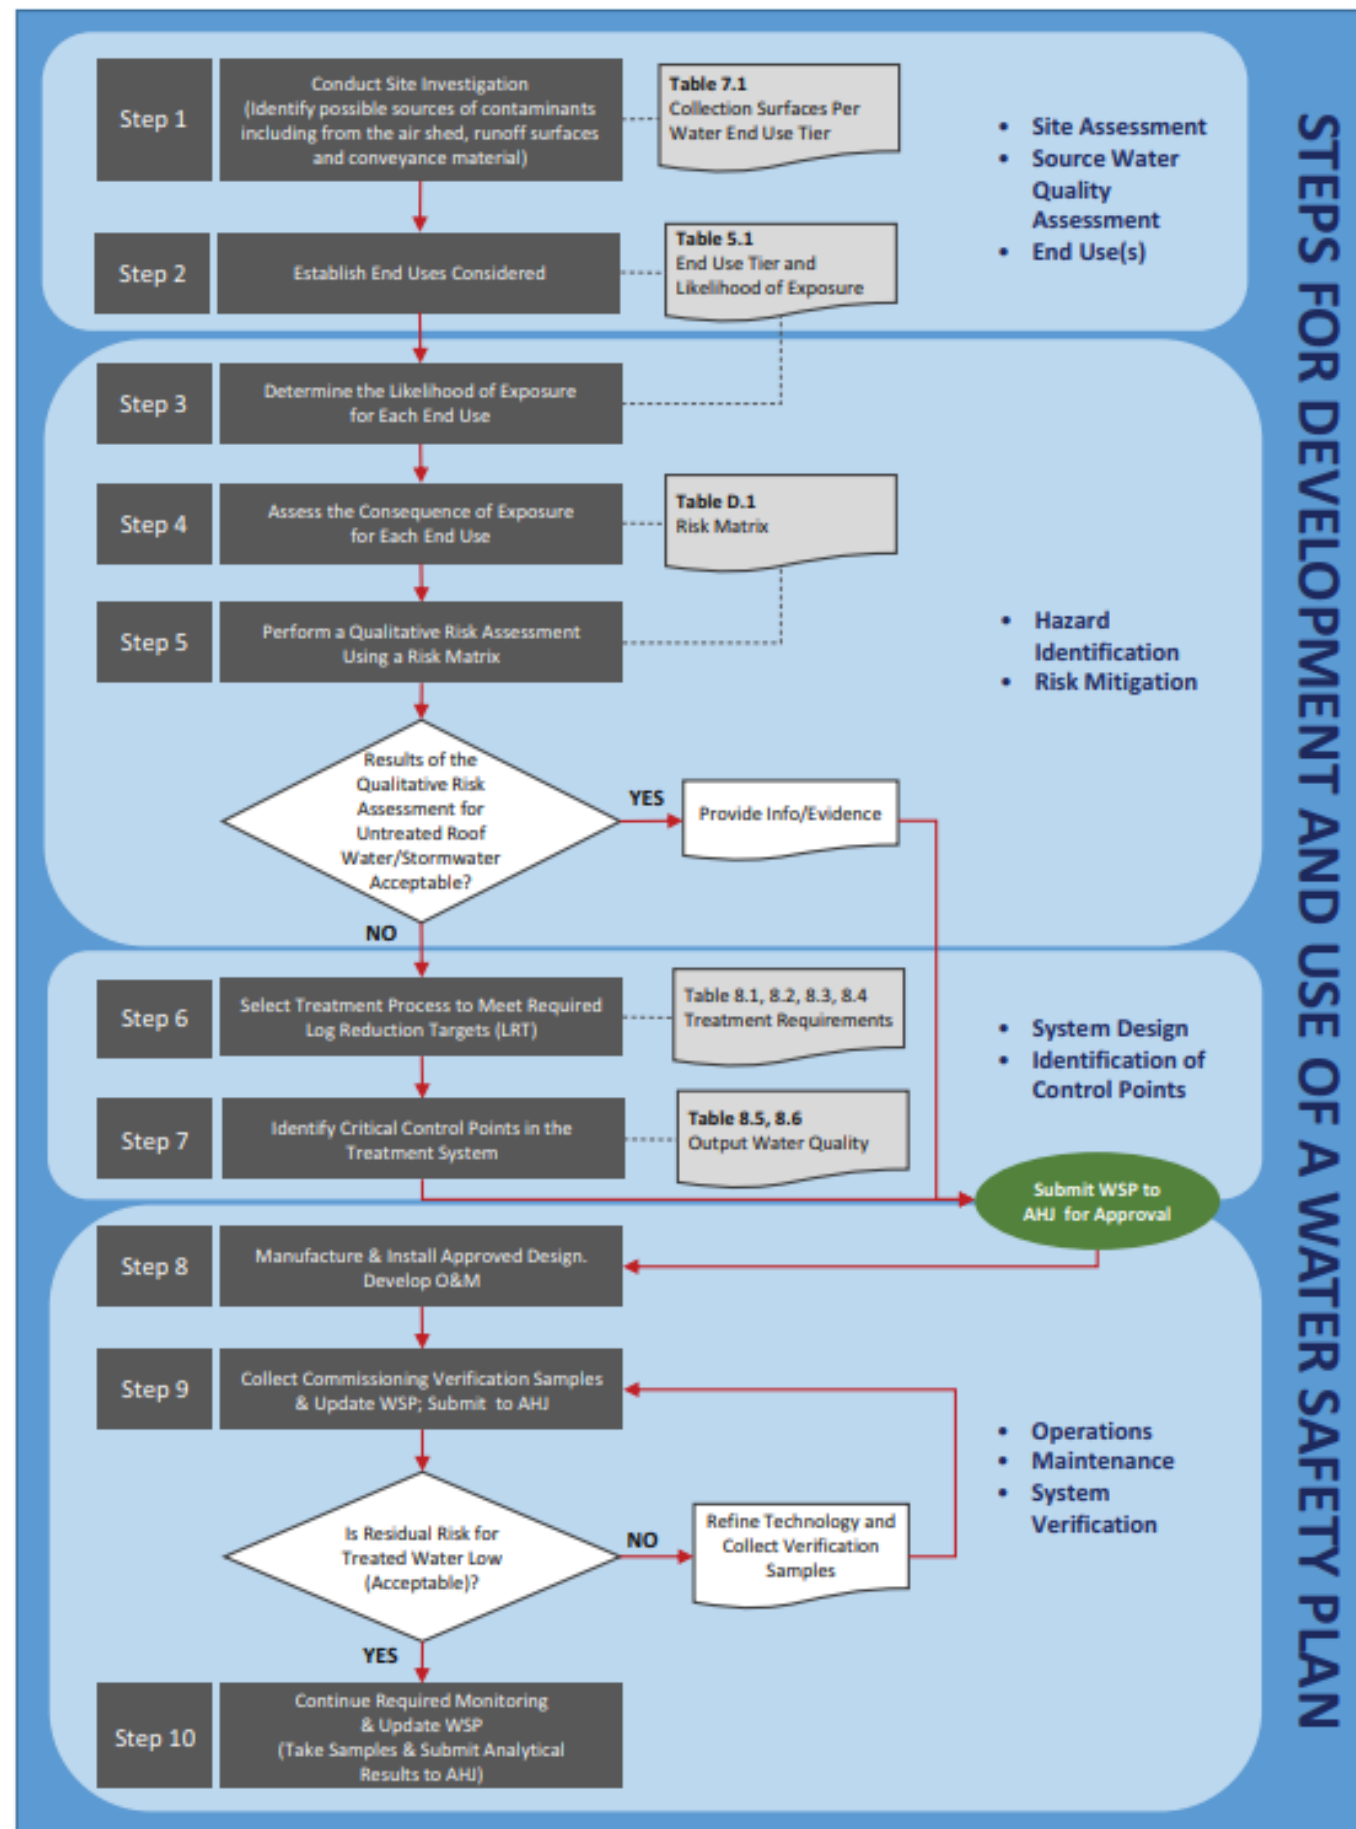 Step 1
Conduct Site Investigation
(Identify possible sources of contaminants
including from the air shed, runoff surfaces
and conveyance material)
Table 7.1
Collection Surfaces Per
Water End Use Tier
• Site Assessment
• Source Water
Quality
Assessment
• End Use(s)
Step 2
Establish End Uses Considered
Table 5.1
End Use Tier and
Likelihood of Exposure
Step 3
Determine the Likelihood of Exposure
for Each End Use
Step 4
Assess the Consequence of Exposure
for Each End Use
Table D.1
Risk Matrix
Step 5
Perform a Qualitative Risk Assessment
Using a Risk Matrix
• Hazard
Identification
• Risk Mitigation
Results of the
Qualitative Risk
Assessment for
Untreated Roof
Water/Stormwater
Acceptable?
YES
Provide Info/Evidence
NO
Step 6
Select Treatment Process to Meet Required
Log Reduction Targets (LRT)
Table 8.1, 8.2, 8.3, 8.4
Treatment Requirements
• System Design
• Identification of
Control Points
Step 7
Identify Critical Control Points in the
Treatment System
Table 8.5, 8.6
Output Water Quality
Submit WSP to
AHJ for Approval
Step 8
Manufacture & Install Approved Design.
Develop O&M
Step 9
Collect Commissioning Verification Samples
& Update WSP; Submit to AHJ
• Operations
• Maintenance
• System
Verification
Is Residual Risk for
Treated Water Low
(Acceptable)?
NO
Refine Technology and
Collect Verification
Samples
YES
Step 10
Continue Required Monitoring
& Update WSP
(Take Samples & Submit Analytical
Results to AHJ)
STEPS FOR DEVELOPMENT AND USE OF A WATER SAFETY PLAN